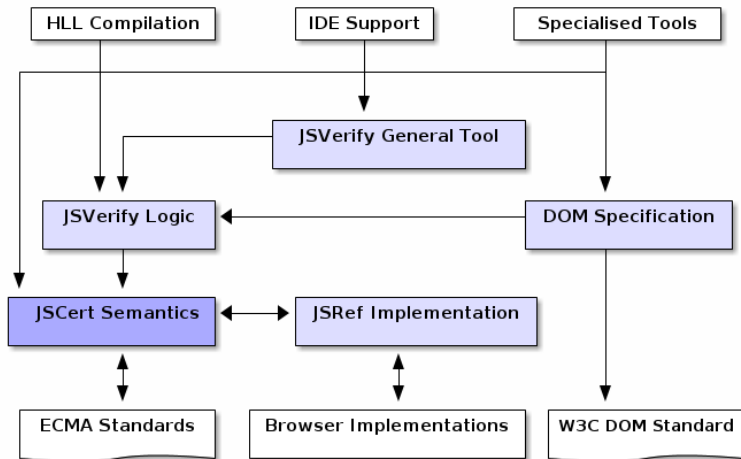 HLL Compilation
IDE Support
Specialised Tools
JSVerify General Tool
JSVerify Logic
DOM Specification
JSCert Semantics
JSRef Implementation
ECMA Standards
Browser Implementations
W3C DOM Standard